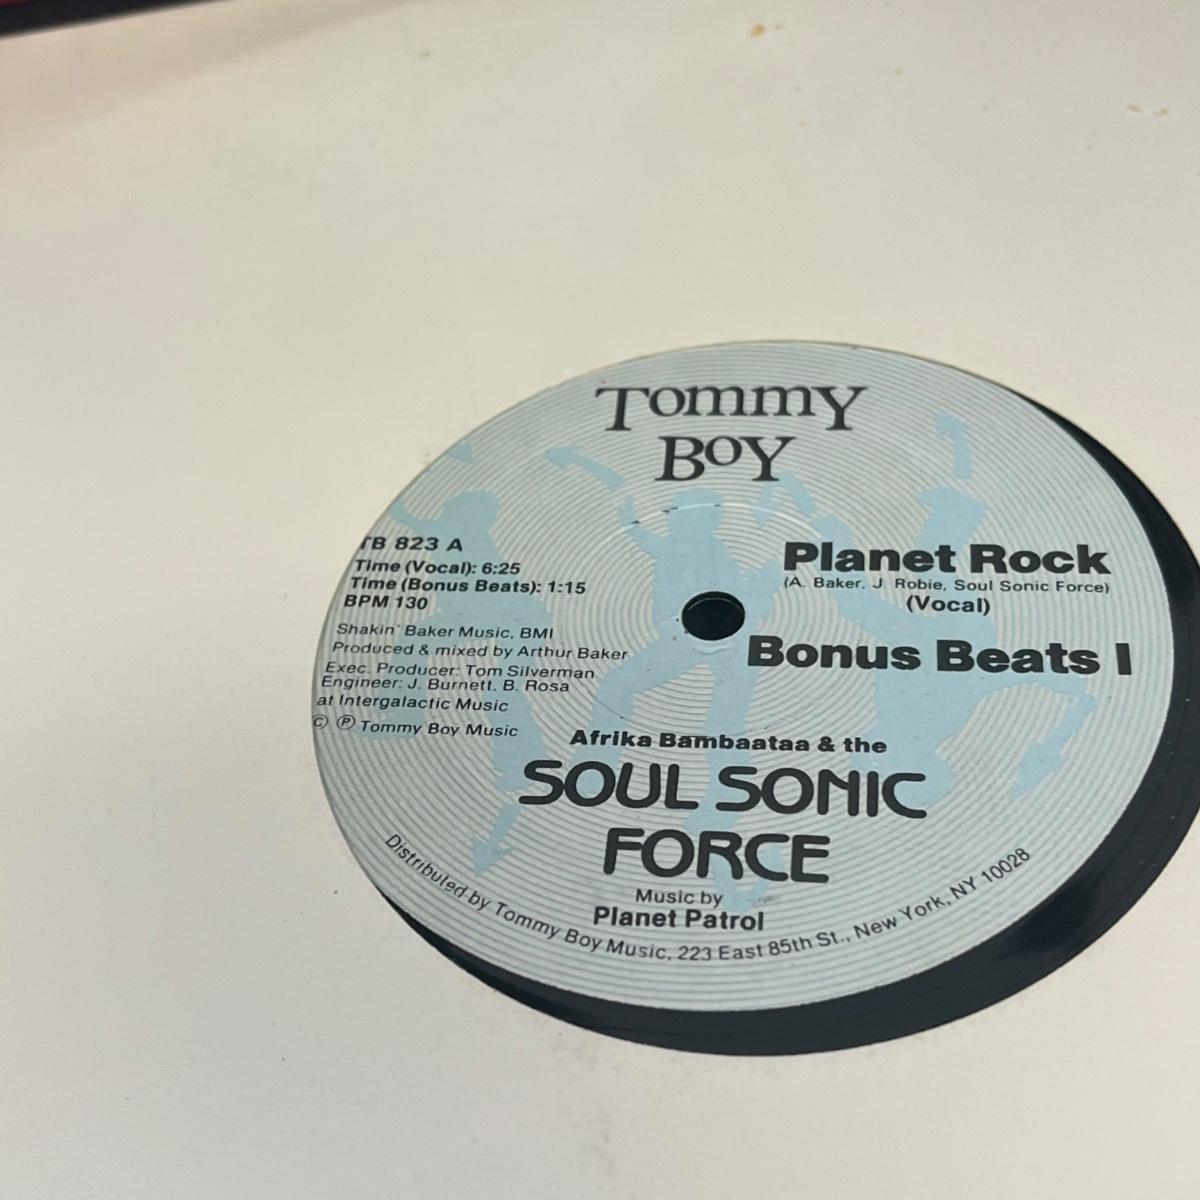 Tommy
Boy
TB 823 A
Time (Vocal): 6:25
Time (Bonus Beats): 1:15
BPM 130
Shakin' Baker Music, BMI
Produced & mixed by Arthur Baker
Exec. Producer: Tom Silverman
Engineer: J. Burnett, B. Rosa
at Intergalactic Music
© ℗ Tommy Boy Music
Planet Rock
(A. Baker, J. Robie, Soul Sonic Force)
(Vocal)
Bonus Beats I
Afrika Bambaataa & the
SOUL SONIC
FORCE
Music by
Planet Patrol
Distributed by Tommy Boy Music, 223 East 85th St., New York, NY 10028